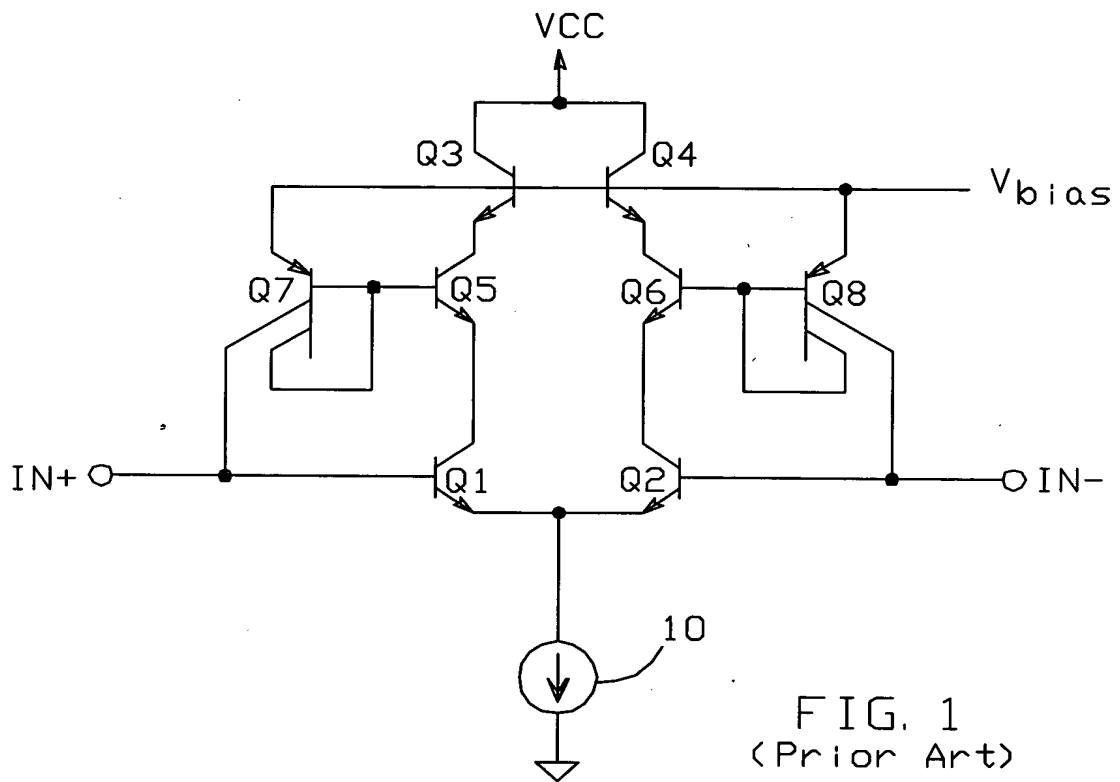 VCC
Q3
Q4
Vbias
Q7
Q5
Q6
Q8
IN+
Q1
Q2
IN-
10
FIG. 1
(Prior Art)